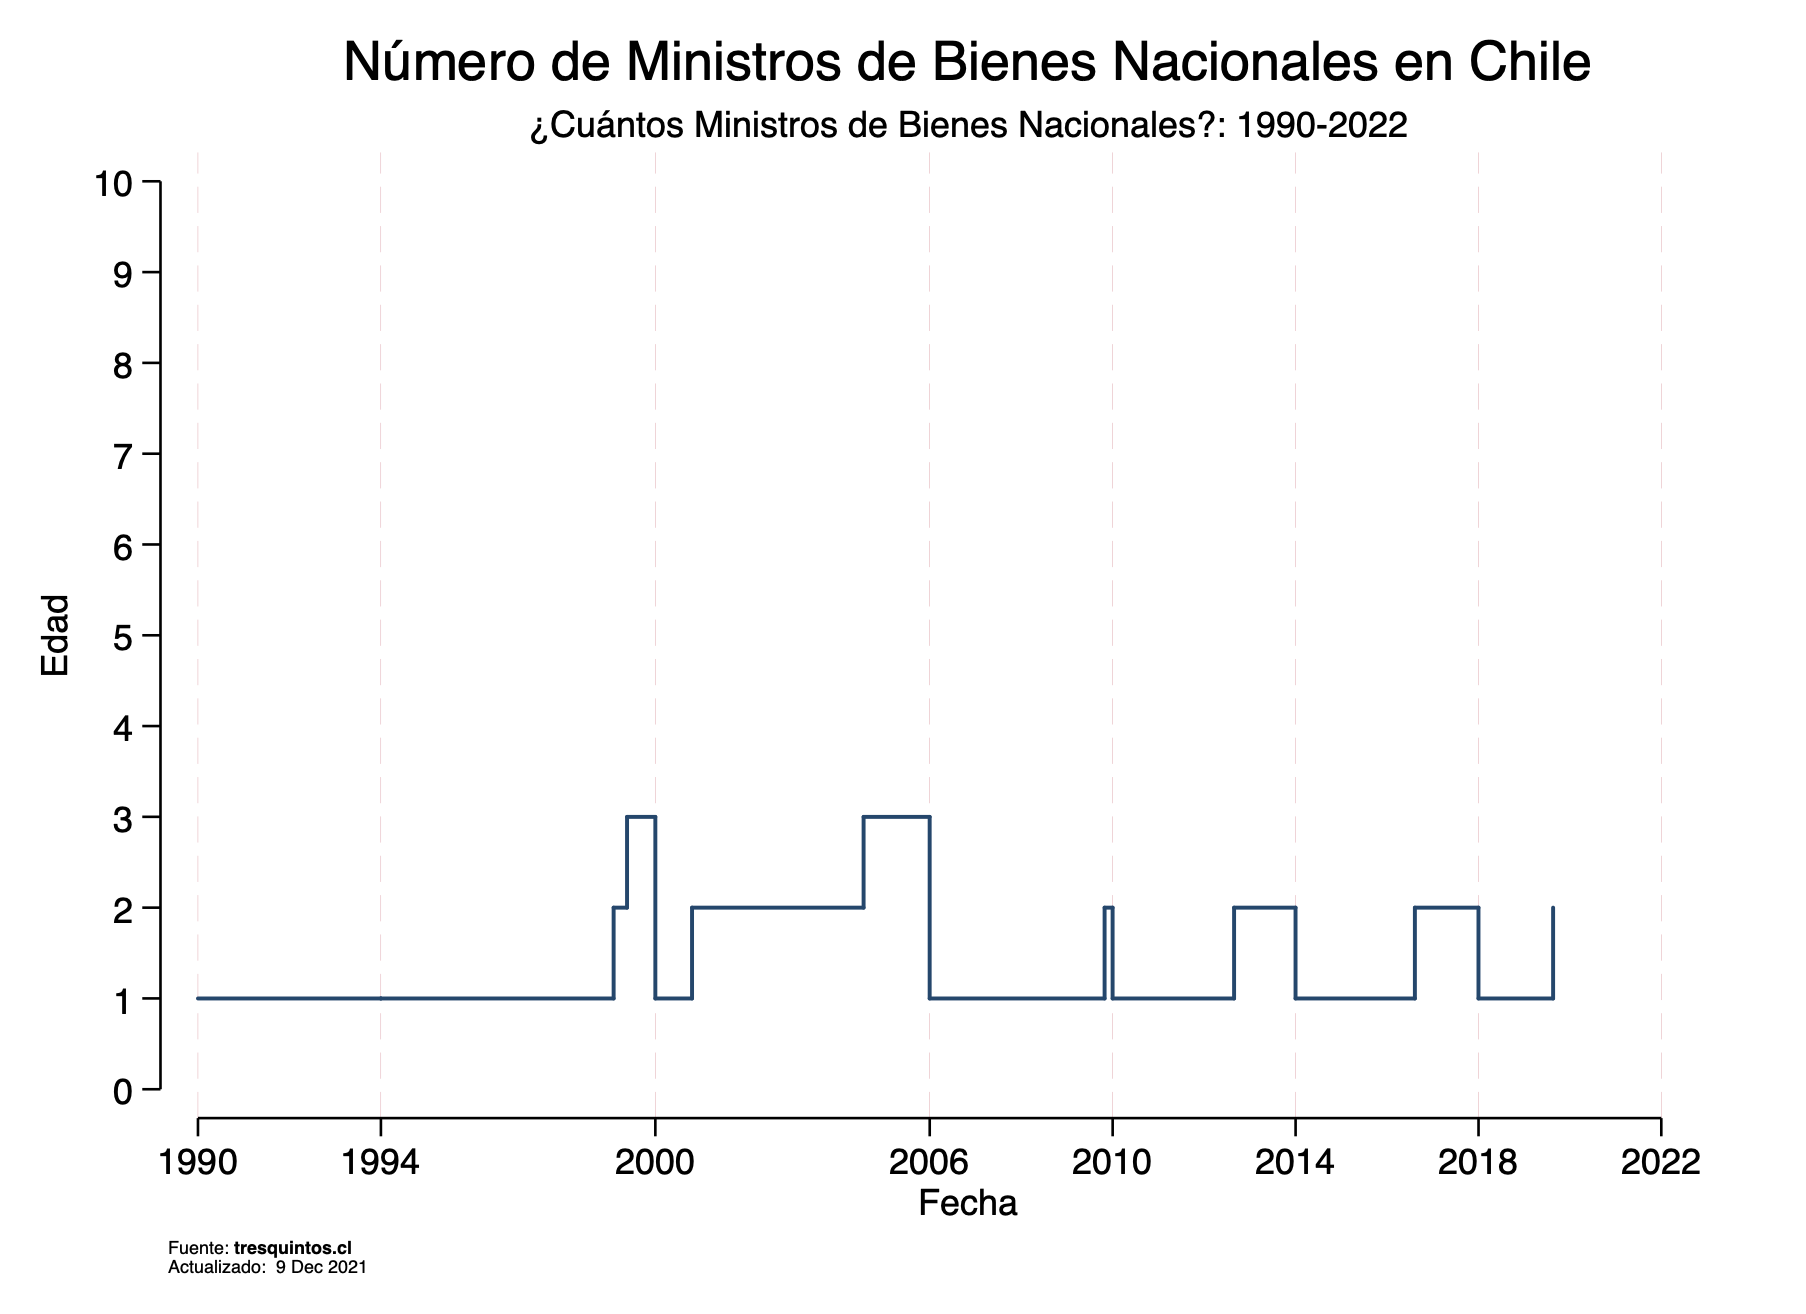 Número de Ministros de Bienes Nacionales en Chile
¿Cuántos Ministros de Bienes Nacionales?: 1990-2022
10
9
8
7
6
5
4
3
2
1
0
Edad
1990 1994 2000 2006 2010 2014 2018 2022
Fecha
Fuente: tresquintos.cl
Actualizado: 9 Dec 2021